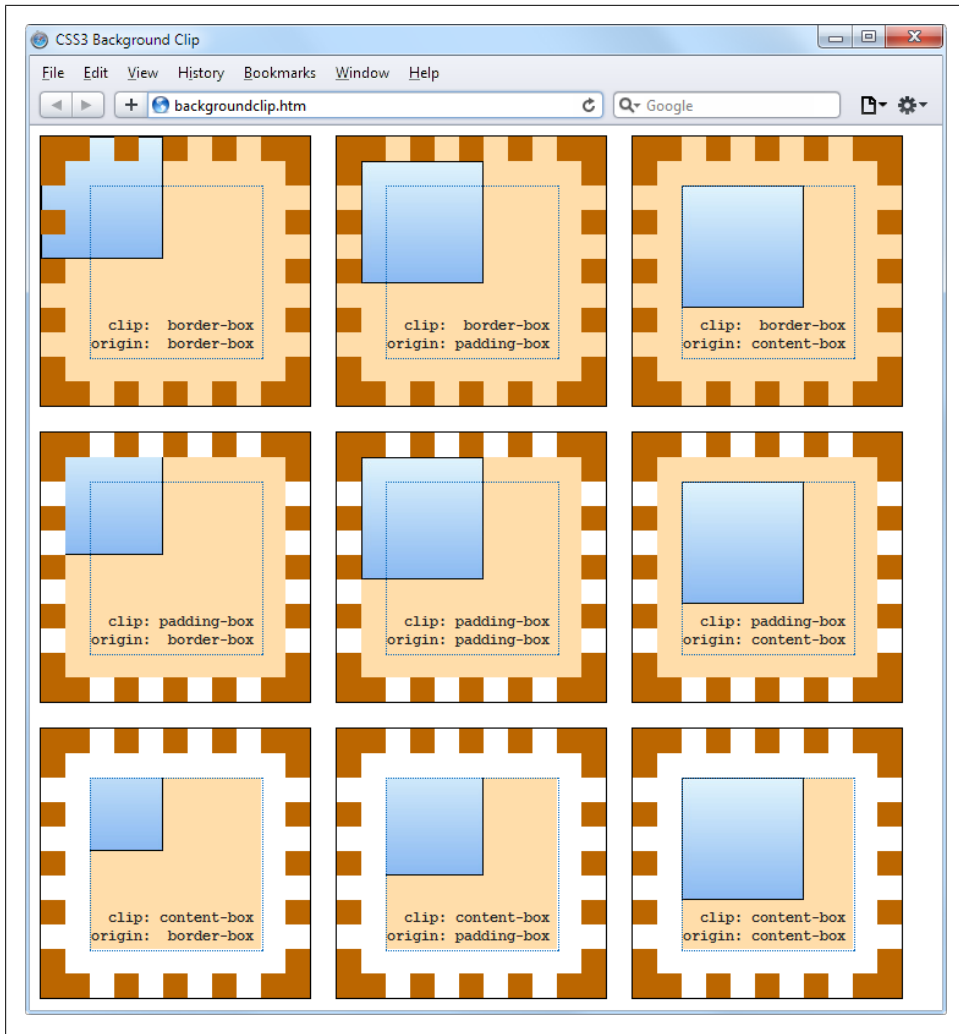 CSS3 Background Clip
File Edit View History Bookmarks Window Help
backgroundclip.htm
Google
clip: border-box
origin: border-box
clip: border-box
origin: padding-box
clip: border-box
origin: content-box
clip: padding-box
origin: border-box
clip: padding-box
origin: padding-box
clip: padding-box
origin: content-box
clip: content-box
origin: border-box
clip: content-box
origin: padding-box
clip: content-box
origin: content-box